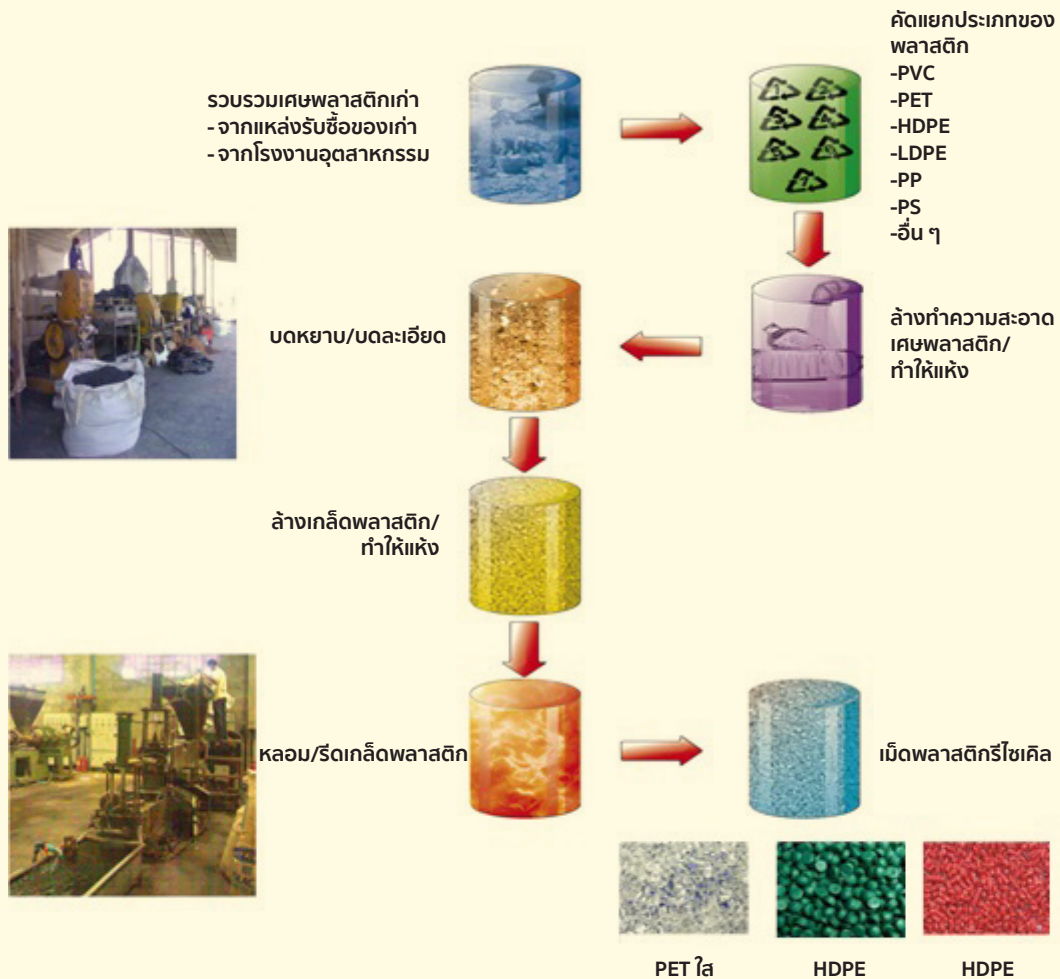 รวบรวมเศษพลาสติกเก่า
- จากแหล่งรับซื้อของเก่า
- จากโรงงานอุตสาหกรรม
คัดแยกประเภทของ
พลาสติก
-PVC
-PET
-HDPE
-LDPE
-PP
-PS
-อื่น ๆ
ล้างทำความสะอาด
เศษพลาสติก/
ทำให้แห้ง
บดหยาบ/บดละเอียด
ล้างเกล็ดพลาสติก/
ทำให้แห้ง
หลอม/รีดเกล็ดพลาสติก
เม็ดพลาสติกรีไซเคิล
PET ใส
HDPE
HDPE